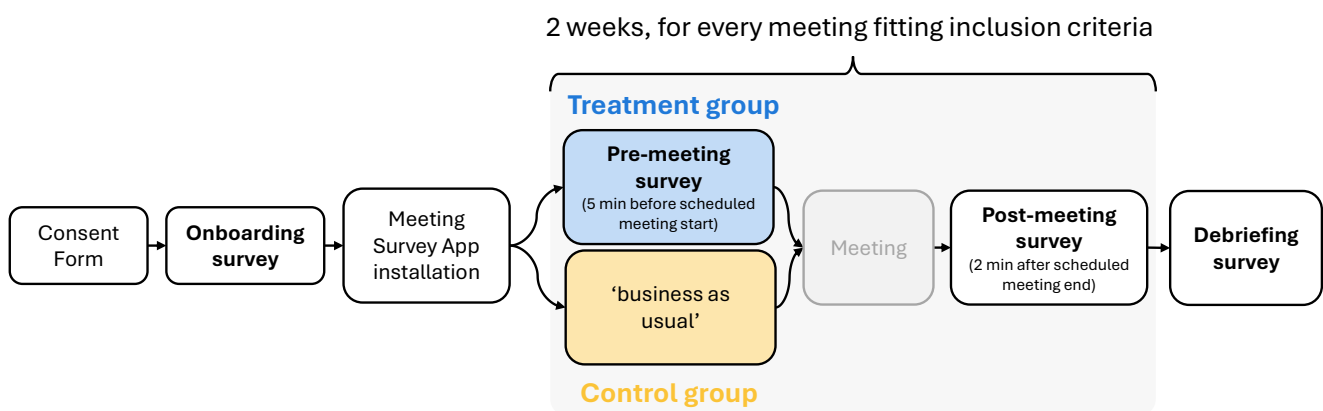 2 weeks, for every meeting fitting inclusion criteria
Treatment group
Pre-meeting
survey
(5 min before scheduled
meeting start)
Consent
Form
Onboarding
survey
Meeting
Survey App
installation
'business as
usual'
Control group
Meeting
Post-meeting
survey
(2 min after scheduled
meeting end)
Debriefing
survey